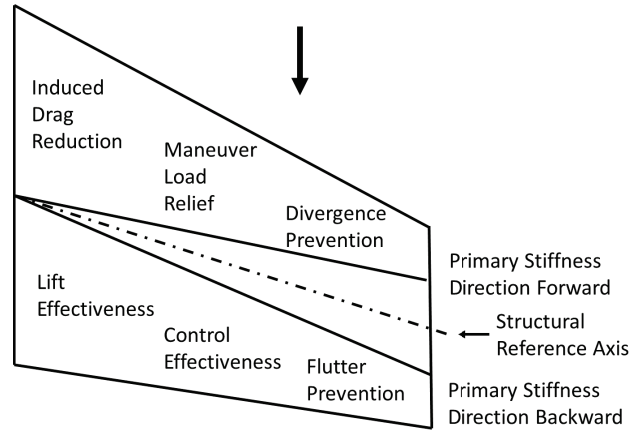 Induced
Drag
Reduction
Maneuver
Load
Relief
Divergence
Prevention
Primary Stiffness
Direction Forward
Lift
Effectiveness
Control
Effectiveness
Flutter
Prevention
Structural
Reference Axis
Primary Stiffness
Direction Backward